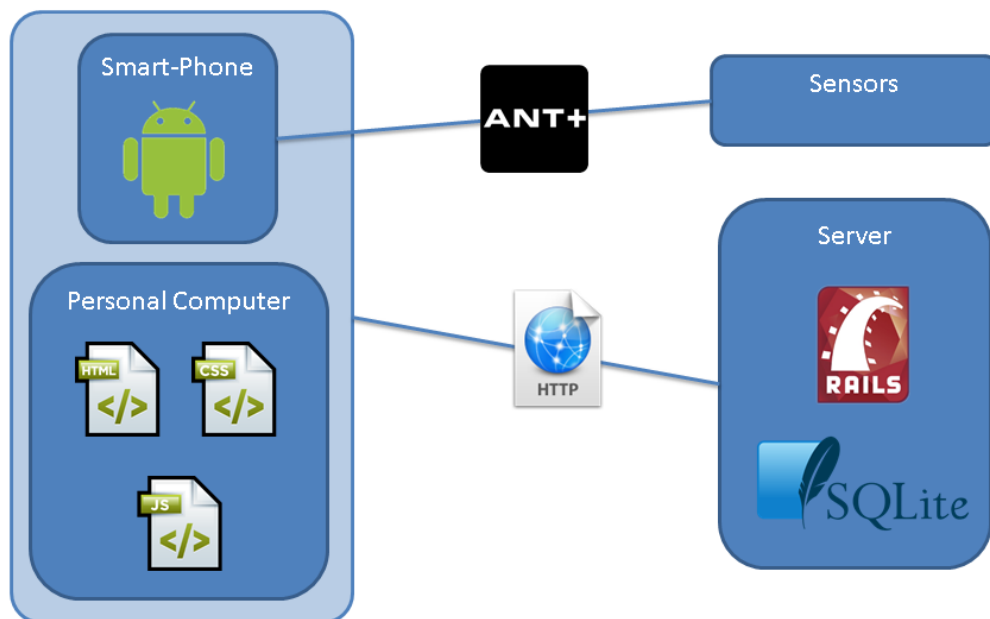 Smart-Phone
ANT+
Sensors
Personal Computer
HTML
</>
CSS
</>
JS
</>
HTTP
Server
RAILS
SQLite